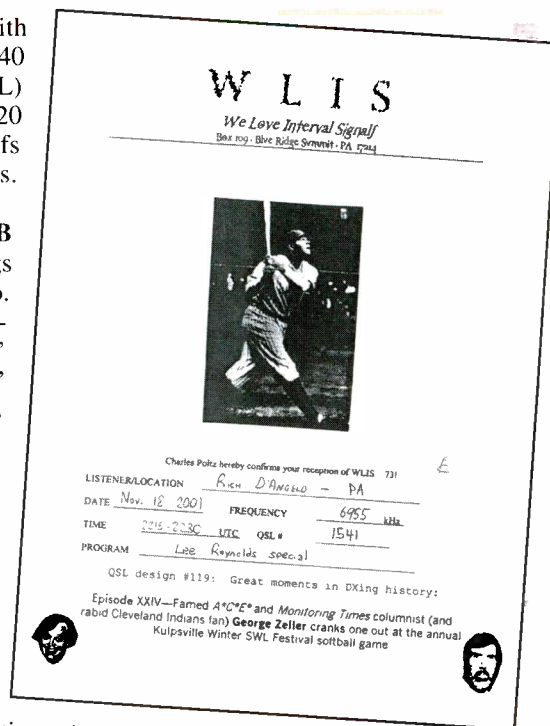 ith
40
L)
20
fs
s.
B
gs
o.
W L I S
We Love Interval Signals
Box 109 · Blue Ridge Summit · PA 17214
Charles Poltz hereby confirms your reception of WLIS 73!
LISTENER/LOCATION RICH D'ANGELO - PA
DATE Nov. 18 2001 FREQUENCY 6955 kHz
TIME 2215-2230 UTC QSL # 1541
PROGRAM Lee Reynolds special
QSL design #119: Great moments in DXing history:
Episode XXIV—Famed A*C*E* and Monitoring Times columnist (and
rabid Cleveland Indians fan) George Zeller cranks one out at the annual
Kulpsville Winter SWL Festival softball game